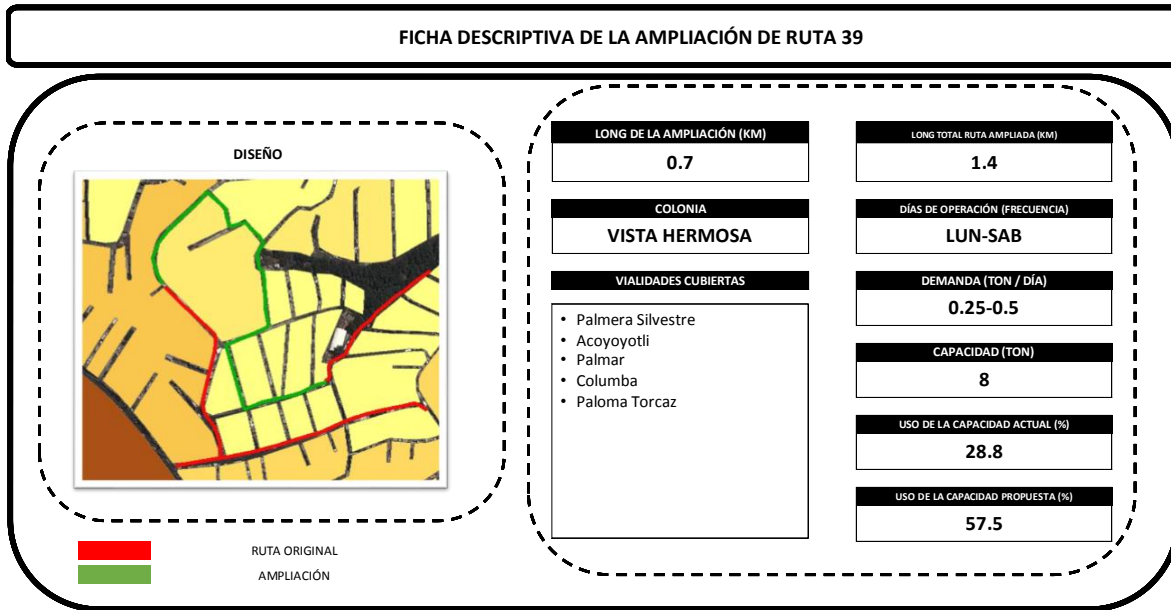 FICHA DESCRIPTIVA DE LA AMPLIACIÓN DE RUTA 39
DISEÑO
RUTA ORIGINAL
AMPLIACIÓN
LONG DE LA AMPLIACIÓN (KM)
0.7
COLONIA
VISTA HERMOSA
VIALIDADES CUBIERTAS
• Palmera Silvestre
• Acoyoyotli
• Palmar
• Columba
• Paloma Torcaz
LONG TOTAL RUTA AMPLIADA (KM)
1.4
DÍAS DE OPERACIÓN (FRECUENCIA)
LUN-SAB
DEMANDA (TON / DÍA)
0.25-0.5
CAPACIDAD (TON)
8
USO DE LA CAPACIDAD ACTUAL (%)
28.8
USO DE LA CAPACIDAD PROPUESTA (%)
57.5